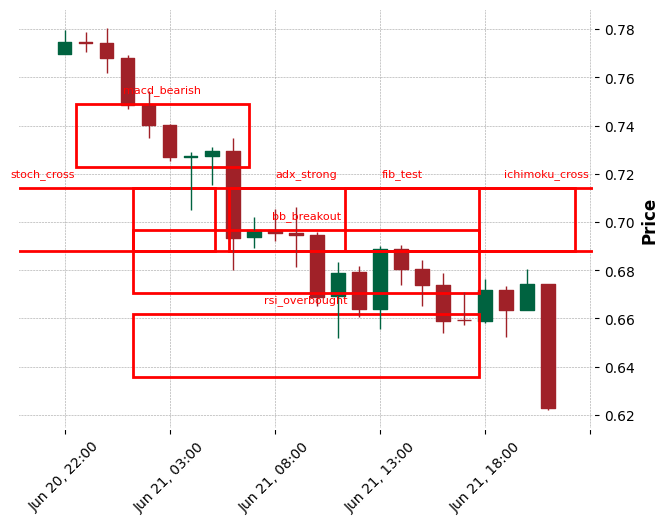 macd_bearish
stoch_cross
adx_strong
fib_test
ichimoku_cross
bb_breakout
rsi_overbought
0.78
0.76
0.74
0.72
0.70
0.68
0.66
0.64
0.62
Price
Jun 20, 22:00
Jun 21, 03:00
Jun 21, 08:00
Jun 21, 13:00
Jun 21, 18:00